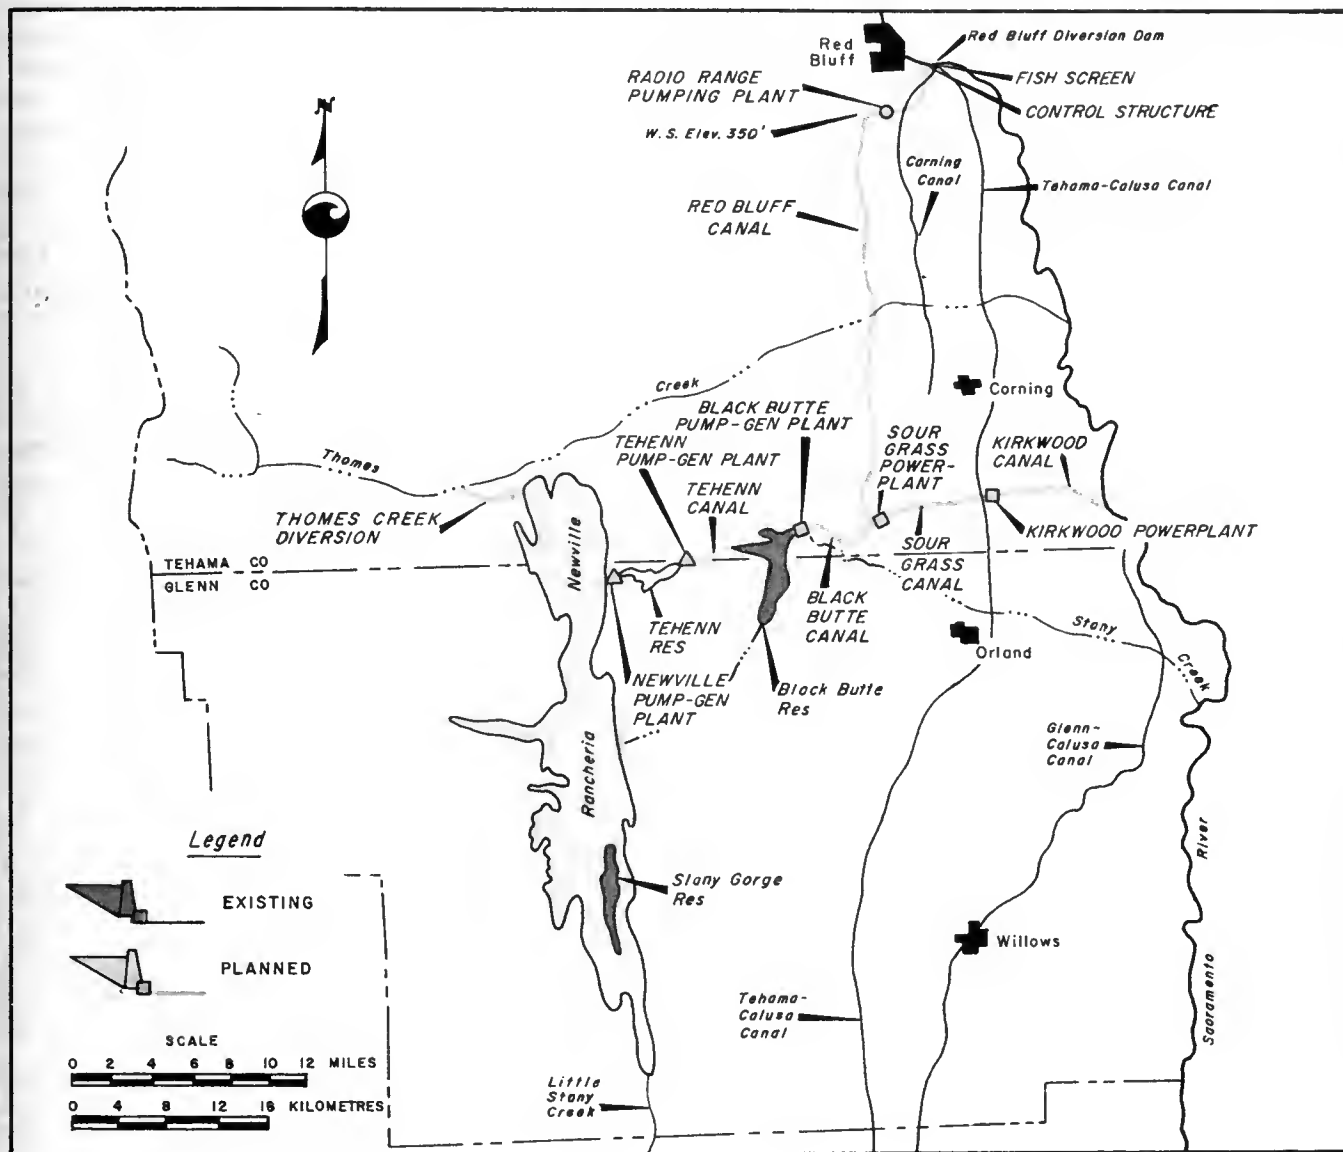 Red
Bluff
Red Bluff Diversion Dam
FISH SCREEN
CONTROL STRUCTURE
RADIO RANGE
PUMPING PLANT
W.S. Elev. 350'
N
Corning
Canal
Tehama-Colusa Canal
RED BLUFF
CANAL
Creek
Thomes
Corning
BLACK BUTTE
PUMP-GEN PLANT
TEHENN
PUMP-GEN PLANT
TEHENN
CANAL
SOUR
GRASS
POWER-
PLANT
KIRKWOOD
CANAL
THOMES CREEK
DIVERSION
KIRKWOOD POWERPLANT
TEHAMA CO
GLENN CO
Newville
SOUR
GRASS
CANAL
BLACK
BUTTE
CANAL
TEHENN
RES
Stony
Creek
Orland
NEWVILLE
PUMP-GEN
PLANT
Black Butte
Res
Glenn-
Colusa
Canal
Rancheria
Legend
EXISTING
PLANNED
Stony Gorge
Res
Willows
River
Sacramento
Tehama-
Colusa
Canal
SCALE
0 2 4 6 8 10 12 MILES
0 4 8 12 16 KILOMETRES
Little
Stony
Creek